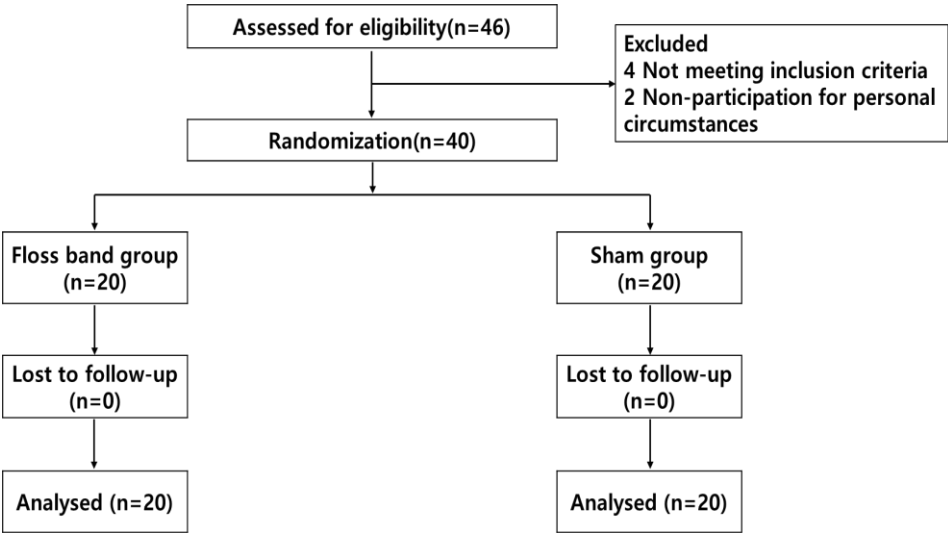 Assessed for eligibility(n=46)
Excluded
4 Not meeting inclusion criteria
2 Non-participation for personal
circumstances
Randomization(n=40)
Floss band group
(n=20)
Sham group
(n=20)
Lost to follow-up
(n=0)
Lost to follow-up
(n=0)
Analysed (n=20)
Analysed (n=20)